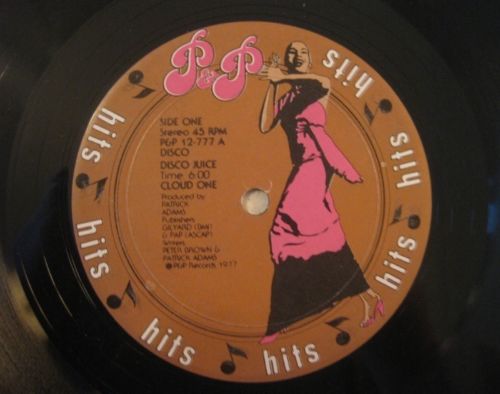 P&P
SIDE ONE
Stereo 45 RPM
P&P 12-777 A
DISCO
DISCO JUICE
Time 6:00
CLOUD ONE
Produced by
PATRICK
ADAMS
Publishers
GILYARD (BMI)
& PAP (ASCAP)
Writers
PETER BROWN &
PATRICK ADAMS
℗P&P Records 1977
hits
hits
hits
hits
hits
hits
hits